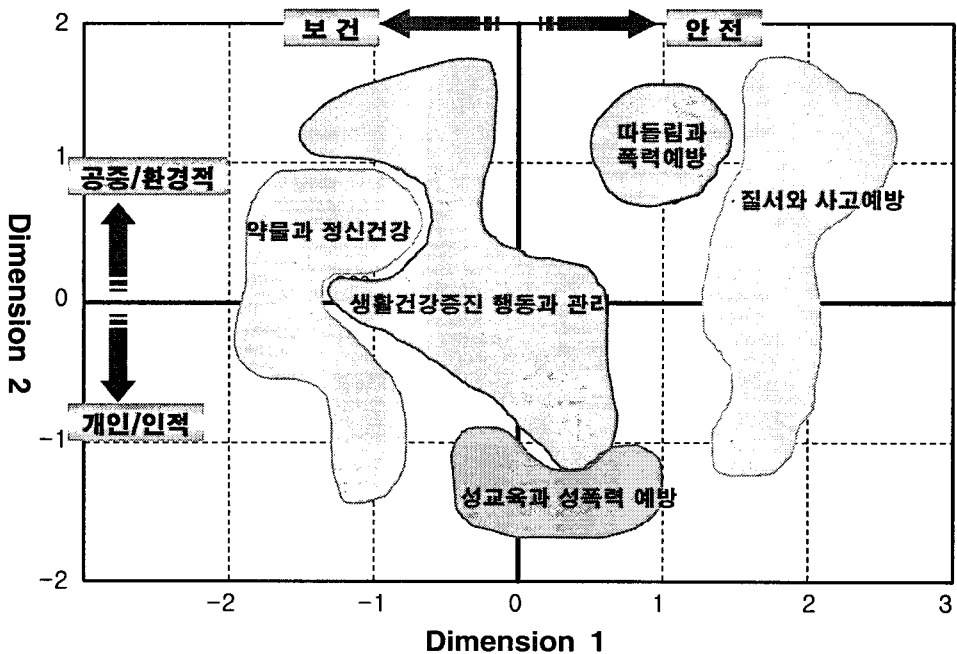 보건
안전
2
1
0
-1
-2
공중/환경적
개인/인적
Dimension 2
따돌림과
폭력예방
질서와 사고예방
약물과 정신건강
생활건강증진 행동과 관리
성교육과 성폭력 예방
-2 -1 0 1 2 3
Dimension 1